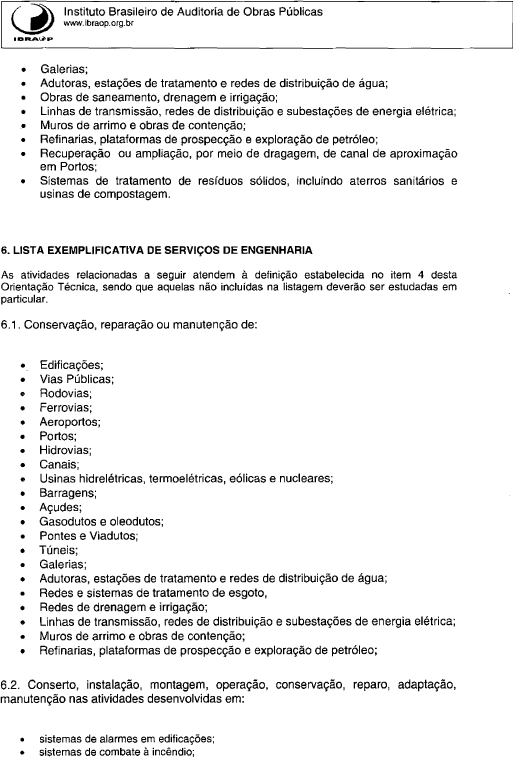 Instituto Brasileiro de Auditoria de Obras Públicas
www.ibraop.org.br
IBRAOP
• Galerias;
• Adutoras, estações de tratamento e redes de distribuição de água;
• Obras de saneamento, drenagem e irrigação;
• Linhas de transmissão, redes de distribuição e subestações de energia elétrica;
• Muros de arrimo e obras de contenção;
• Refinarias, plataformas de prospecção e exploração de petróleo;
• Recuperação ou ampliação, por meio de dragagem, de canal de aproximação
em Portos;
• Sistemas de tratamento de resíduos sólidos, incluíndo aterros sanitários e
usinas de compostagem.
6. LISTA EXEMPLIFICATIVA DE SERVIÇOS DE ENGENHARIA
As atividades relacionadas a seguir atendem à definição estabelecida no item 4 desta
Orientação Técnica, sendo que aquelas não incluídas na listagem deverão ser estudadas em
particular.
6.1. Conservação, reparação ou manutenção de:
• Edificações;
• Vias Públicas;
• Rodovias;
• Ferrovias;
• Aeroportos;
• Portos;
• Hidrovias;
• Canais;
• Usinas hidrelétricas, termoelétricas, eólicas e nucleares;
• Barragens;
• Açudes;
• Gasodutos e oleodutos;
• Pontes e Viadutos;
• Túneis;
• Galerias;
• Adutoras, estações de tratamento e redes de distribuição de água;
• Redes e sistemas de tratamento de esgoto,
• Redes de drenagem e irrigação;
• Linhas de transmissão, redes de distribuição e subestações de energia elétrica;
• Muros de arrimo e obras de contenção;
• Refinarias, plataformas de prospecção e exploração de petróleo;
6.2. Conserto, instalação, montagem, operação, conservação, reparo, adaptação,
manutenção nas atividades desenvolvidas em:
• sistemas de alarmes em edificações;
• sistemas de combate à incêndio;